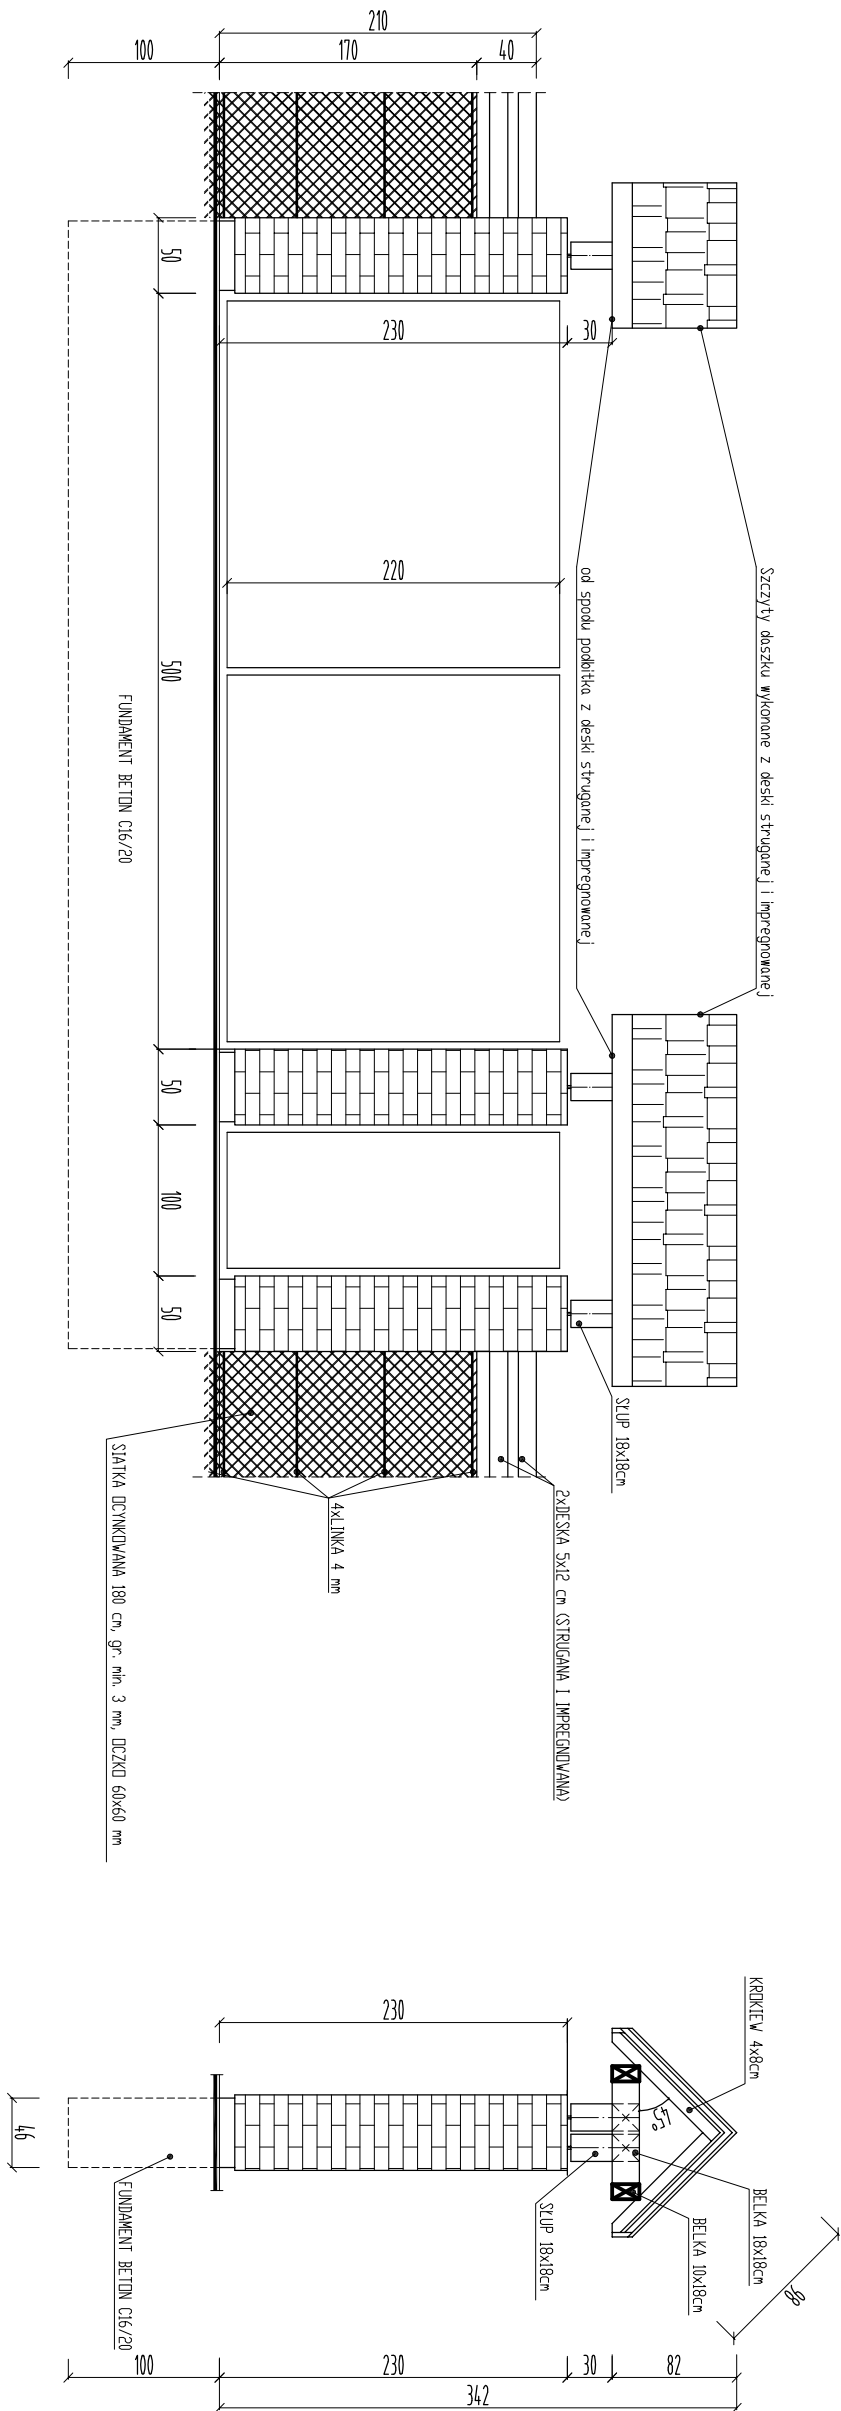 210
100
170
40
50
230
30
220
500
Szczyty daszku wykonane z deski struganej i impregnowanej
od spodu podbitka z deski struganej i impregnowanej
FUNDAMENT BETON C16/20
50
100
50
SŁUP 18x18cm
2xDESKA 5x12 cm (STRUGANA I IMPREGNOWANA)
4xLINKA 4 mm
SIATKA OCYNKOWANA 180 cm, gr. min. 3 mm, OCZKO 60x60 mm
KROKIEW 4x8cm
45°
BELKA 18x18cm
BELKA 10x18cm
SŁUP 18x18cm
FUNDAMENT BETON C16/20
230
46
98
100
230
30
82
342